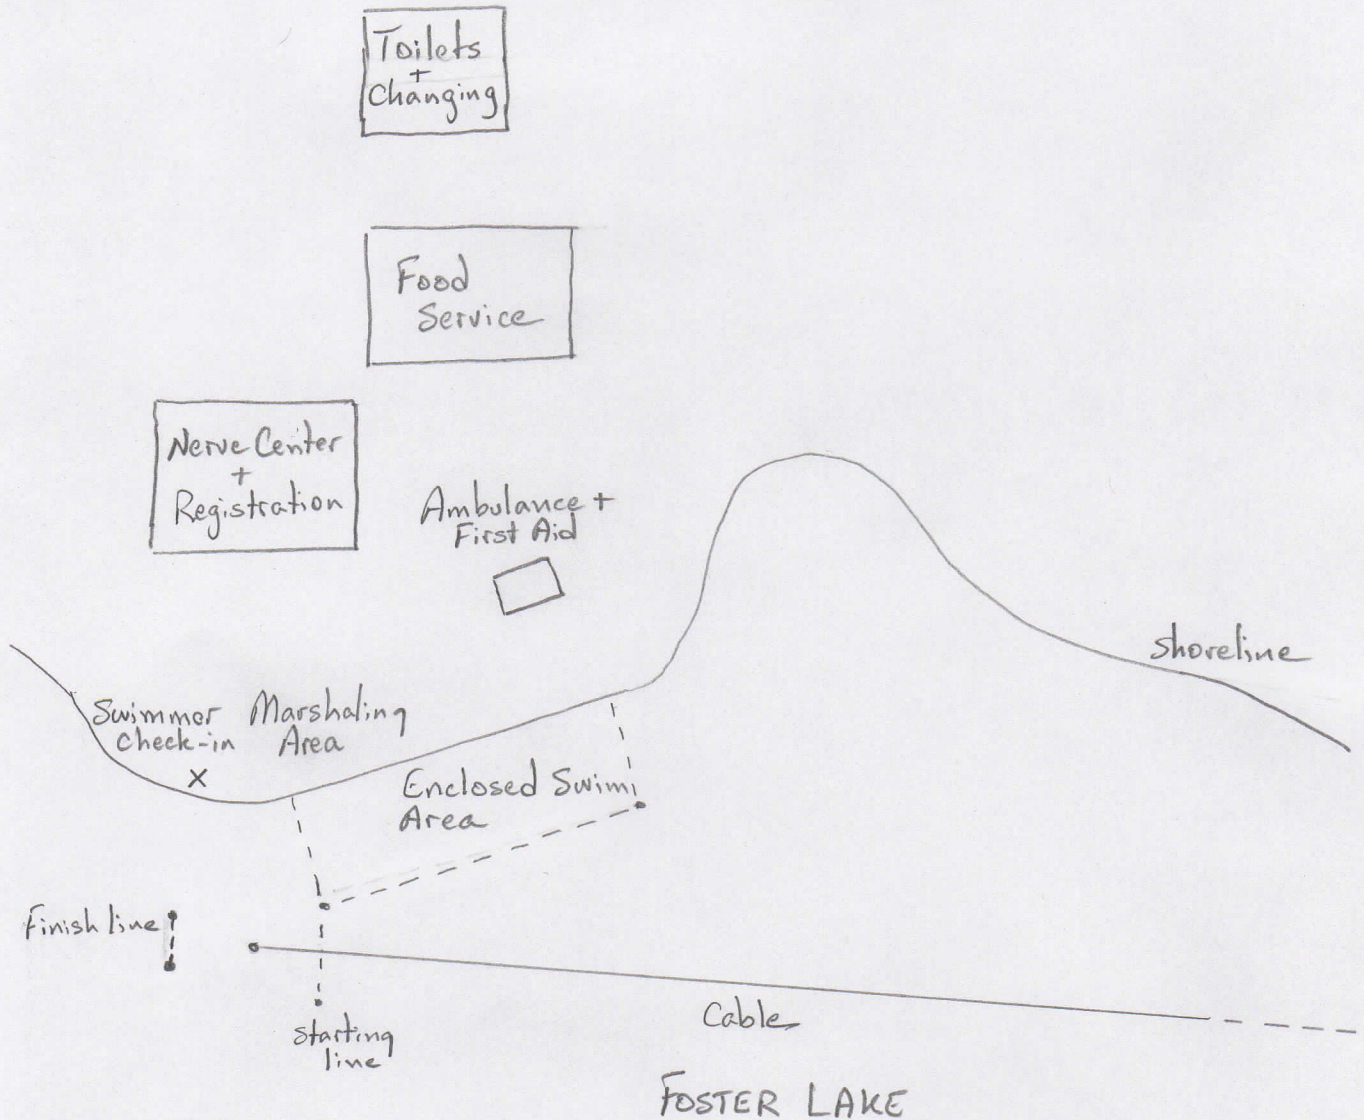 Toilets
+
Changing
Food
Service
Nerve Center
+
Registration
Ambulance +
First Aid
Shoreline
Swimmer
Check-in
X
Marshaling
Area
Enclosed Swim
Area
Finish line
Starting
line
Cable
FOSTER LAKE